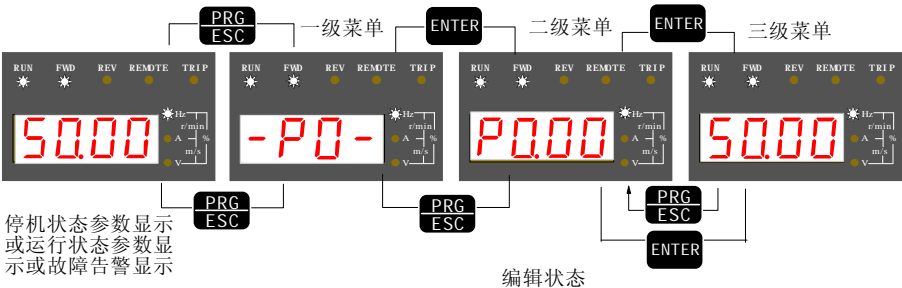 PRG
ESC
一级菜单
ENTER
二级菜单
ENTER
三级菜单
RUN FWD REV REMOTE TRIP
Hz
r/min
A %
m/s
V
50.00
RUN FWD REV REMOTE TRIP
Hz
r/min
A %
m/s
V
-P0-
RUN FWD REV REMOTE TRIP
Hz
r/min
A %
m/s
V
P0.00
RUN FWD REV REMOTE TRIP
Hz
r/min
A %
m/s
V
50.00
PRG
ESC
PRG
ESC
PRG
ESC
ENTER
停机状态参数显示
或运行状态参数显
示或故障告警显示
编辑状态